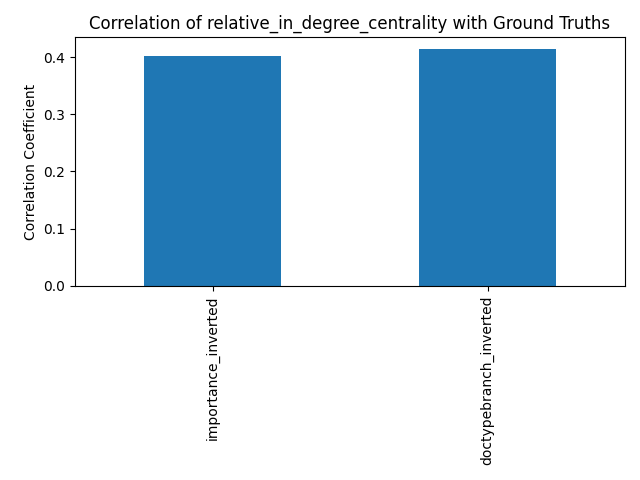 Correlation of relative_in_degree_centrality with Ground Truths
Correlation Coefficient
0.4
0.3
0.2
0.1
0.0
importance_inverted
doctypebranch_inverted